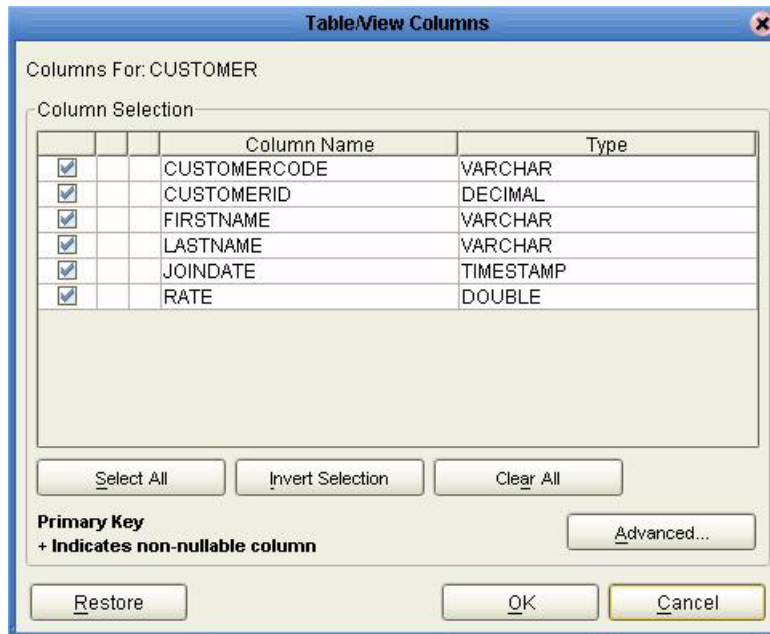 Table/View Columns
Columns For: CUSTOMER
Column Selection
Column Name Type
CUSTOMERCODE VARCHAR
CUSTOMERID DECIMAL
FIRSTNAME VARCHAR
LASTNAME VARCHAR
JOINDATE TIMESTAMP
RATE DOUBLE
Select All Invert Selection Clear All
Primary Key
+ Indicates non-nullable column
Advanced...
Restore OK Cancel